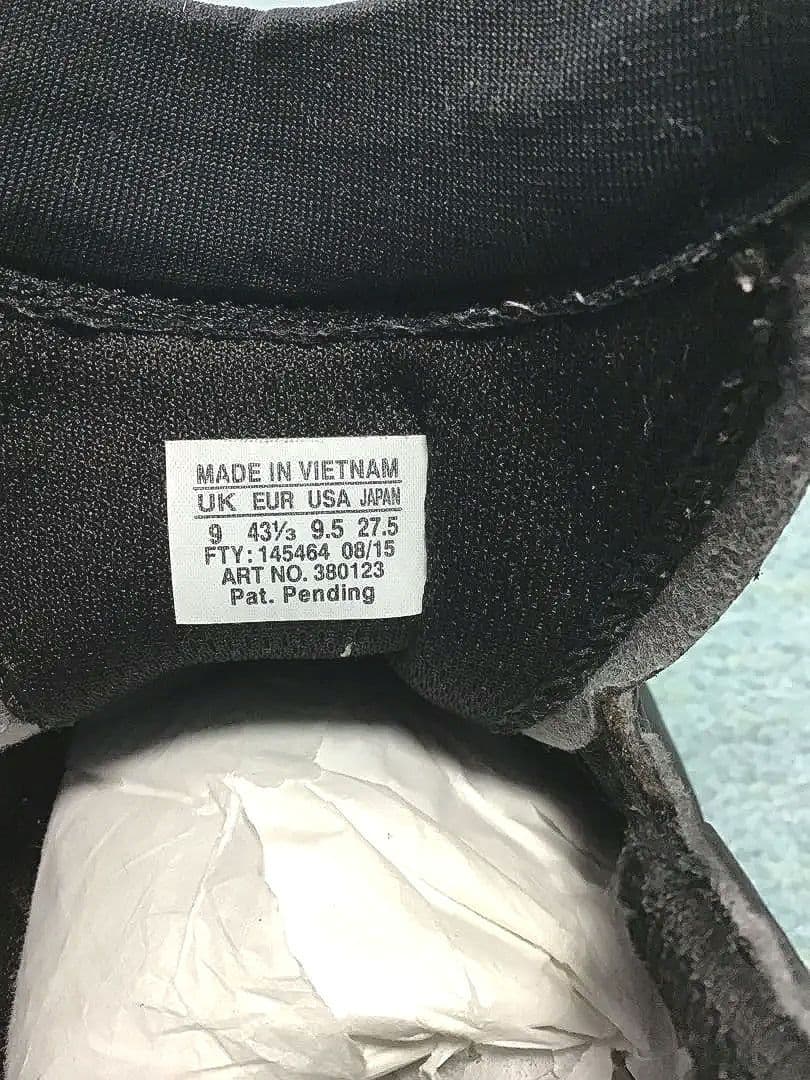 MADE IN VIETNAM
UK EUR USA JAPAN
9 43⅓ 9.5 27.5
FTY: 145464 08/15
ART NO. 380123
Pat. Pending